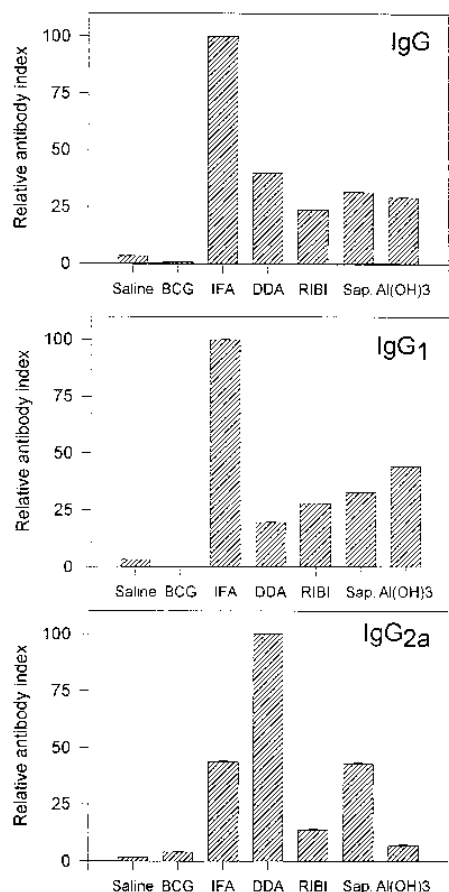 IgG
Relative antibody index
100
75
50
25
0
Saline BCG IFA DDA RIBI Sap. Al(OH)3
IgG1
Relative antibody index
100
75
50
25
0
Saline BCG IFA DDA RIBI Sap. Al(OH)3
IgG2a
Relative antibody index
100
75
50
25
0
Saline BCG IFA DDA RIBI Sap. Al(OH)3